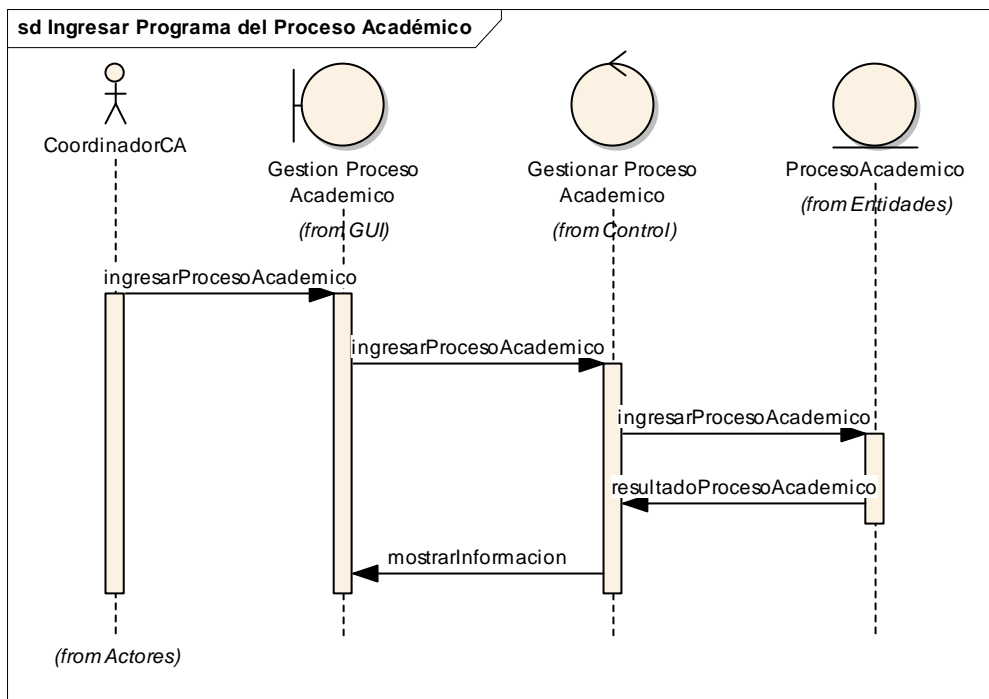 sd Ingresar Programa del Proceso Académico
CoordinadorCA
Gestion Proceso
Academico
(from GUI)
Gestionar Proceso
Academico
(from Control)
ProcesoAcademico
(from Entidades)
ingresarProcesoAcademico
ingresarProcesoAcademico
ingresarProcesoAcademico
resultadoProcesoAcademico
mostrarInformacion
(from Actores)